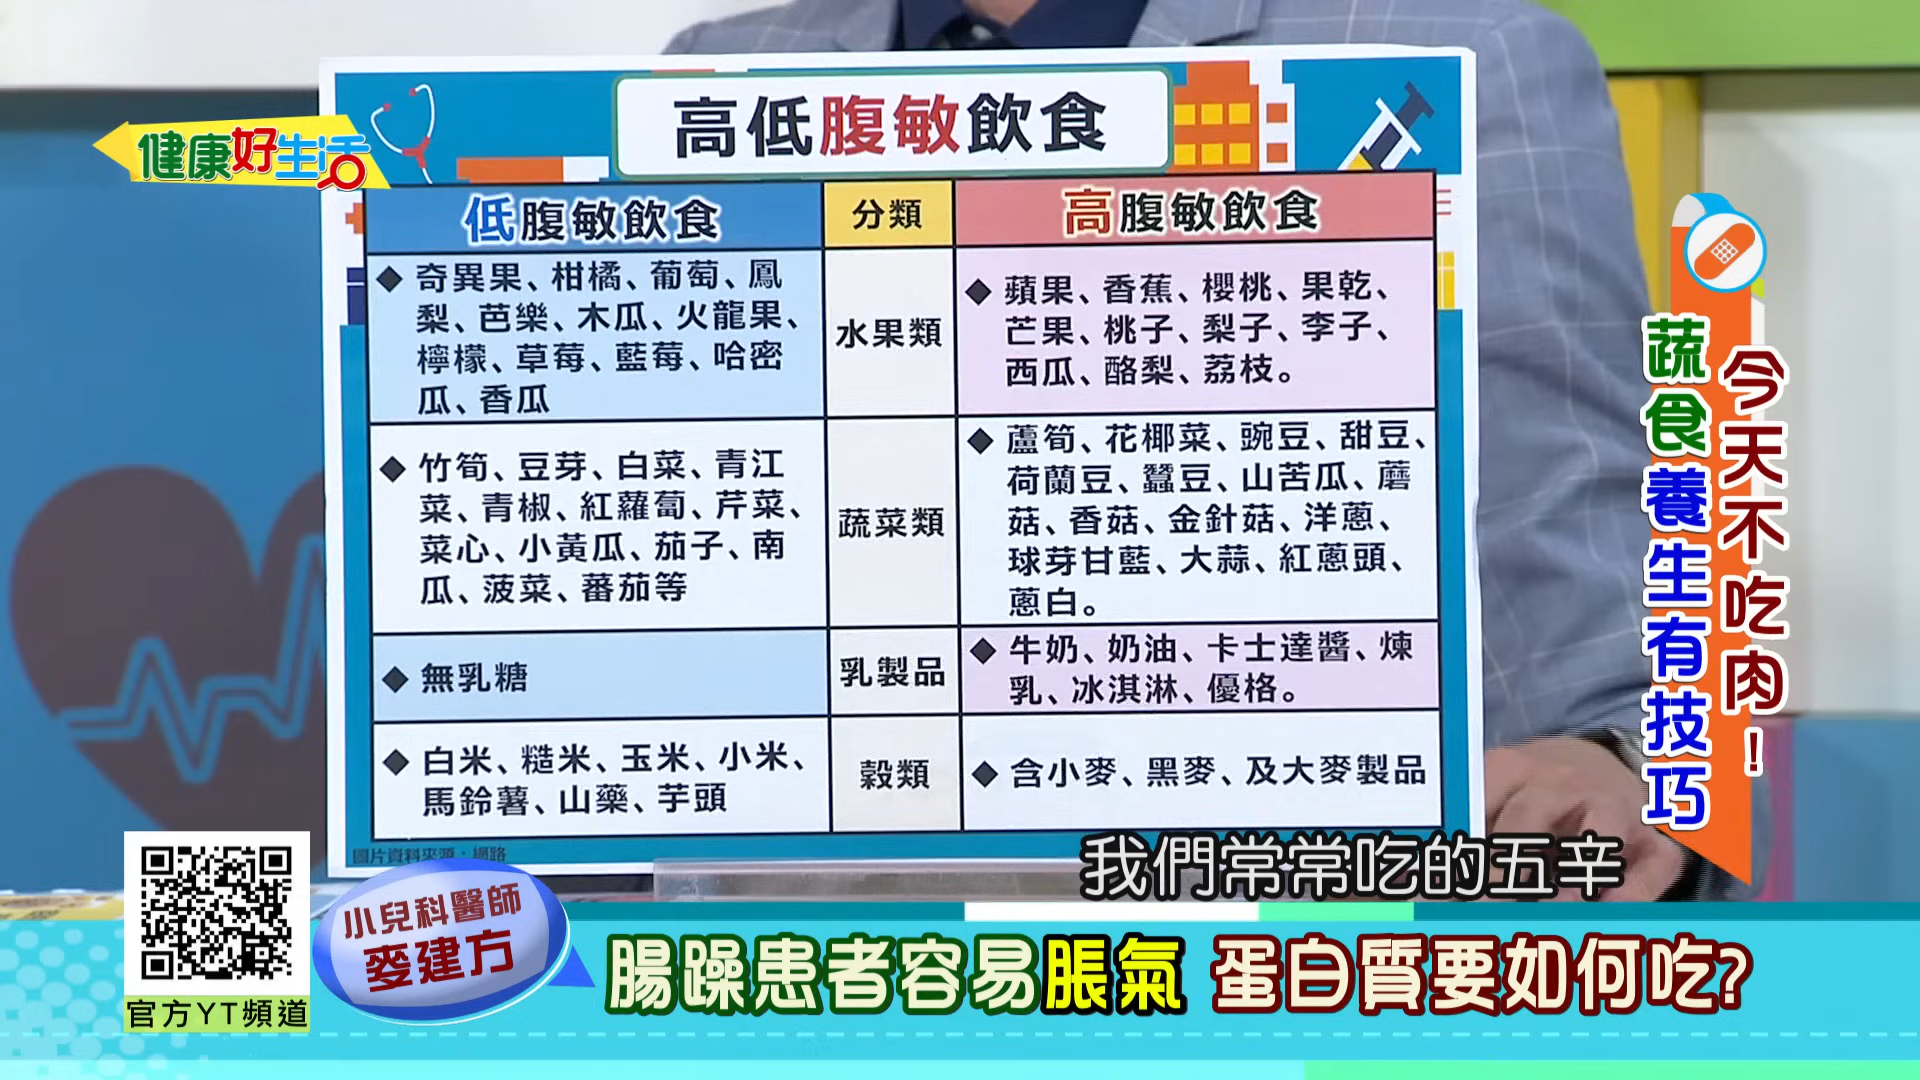 高低腹敏飲食
健康好生活
低腹敏飲食
分類
高腹敏飲食
◆ 奇異果、柑橘、葡萄、鳳
梨、芭樂、木瓜、火龍果、
檸檬、草莓、藍莓、哈密
瓜、香瓜
水果類
◆ 蘋果、香蕉、櫻桃、果乾、
芒果、桃子、梨子、李子、
西瓜、酪梨、荔枝。
◆ 竹筍、豆芽、白菜、青江
菜、青椒、紅蘿蔔、芹菜、
菜心、小黃瓜、茄子、南
瓜、菠菜、蕃茄等
蔬菜類
◆ 蘆筍、花椰菜、豌豆、甜豆、
荷蘭豆、蠶豆、山苦瓜、蘑
菇、香菇、金針菇、洋蔥、
球芽甘藍、大蒜、紅蔥頭、
蔥白。
◆ 無乳糖
乳製品
◆ 牛奶、奶油、卡士達醬、煉
乳、冰淇淋、優格。
◆ 白米、糙米、玉米、小米、
馬鈴薯、山藥、芋頭
穀類
◆ 含小麥、黑麥、及大麥製品
圖片資料來源：網路
今天不吃肉！
蔬食養生有技巧
我們常常吃的五辛
小兒科醫師
麥建方
腸躁患者容易脹氣 蛋白質要如何吃?
官方YT頻道